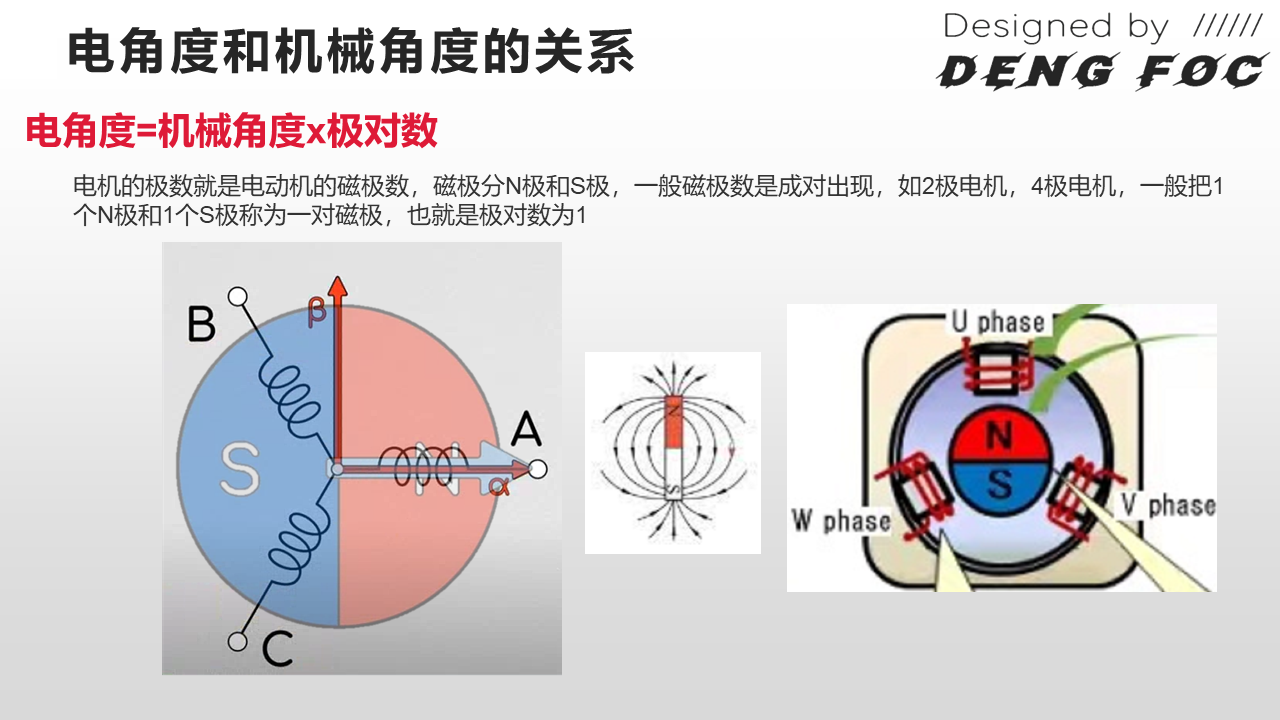 电角度和机械角度的关系
Designed by //////
DENG FOC
电角度=机械角度x极对数
电机的极数就是电动机的磁极数，磁极分N极和S极，一般磁极数是成对出现，如2极电机，4极电机，一般把1
个N极和1个S极称为一对磁极，也就是极对数为1
B
β
A
S
N
α
C
N
S
U phase
N
S
W phase
V phase